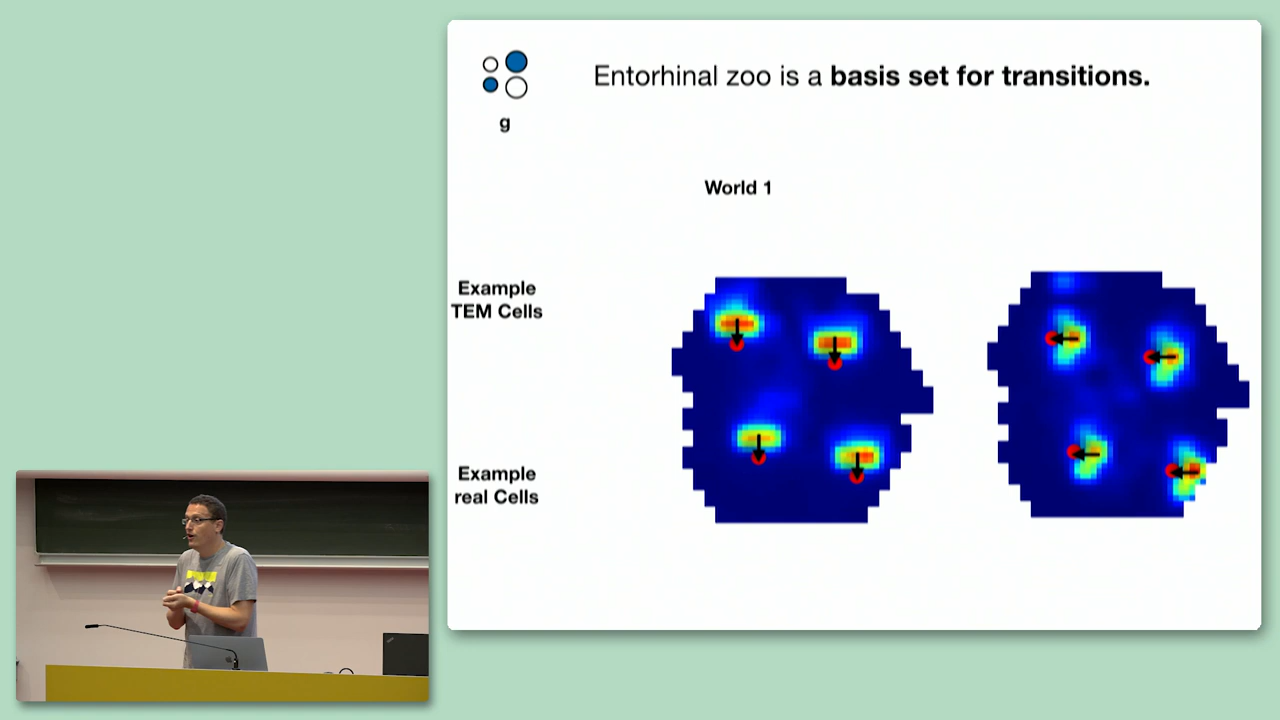 Entorhinal zoo is a basis set for transitions.
g
World 1
Example
TEM Cells
Example
real Cells